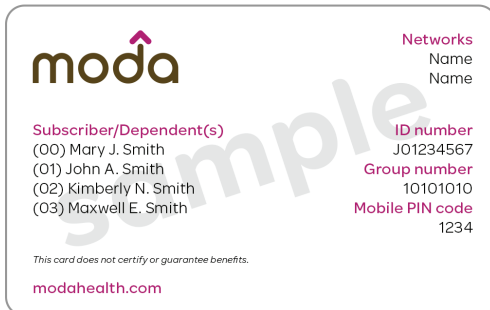 moda
Networks
Name
Name
Subscriber/Dependent(s)
(00) Mary J. Smith
(01) John A. Smith
(02) Kimberly N. Smith
(03) Maxwell E. Smith
ID number
J01234567
Group number
10101010
Mobile PIN code
1234
sample
This card does not certify or guarantee benefits.
modahealth.com